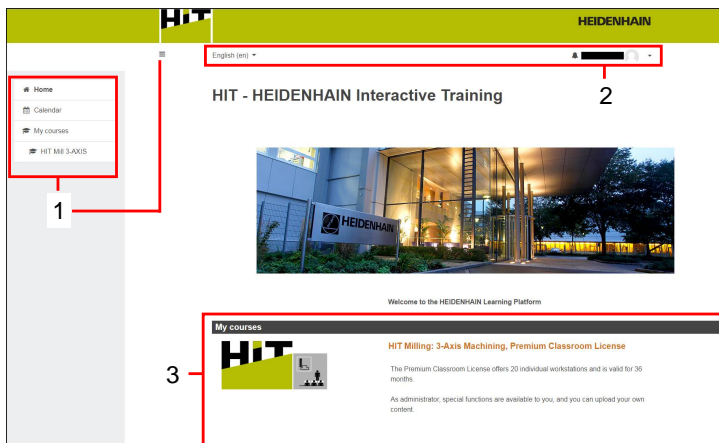 HIT
HEIDENHAIN
English (en)
2
Home
Calendar
My courses
HIT Mill 3-AXIS
1
HIT - HEIDENHAIN Interactive Training
HEIDENHAIN
Welcome to the HEIDENHAIN Learning Platform
3
My courses
HIT
HIT Milling: 3-Axis Machining, Premium Classroom License
The Premium Classroom License offers 20 individual workstations and is valid for 36
months.
As administrator, special functions are available to you, and you can upload your own
content.